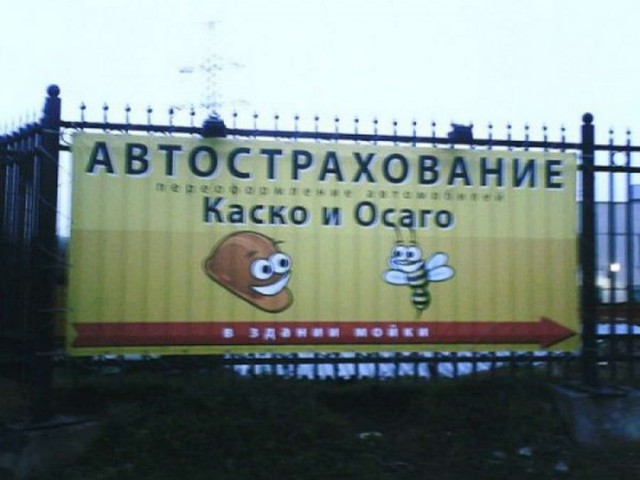 АВТОСТРАХОВАНИЕ
переоформление автомобилей
Каско и Осаго
в здании мойки